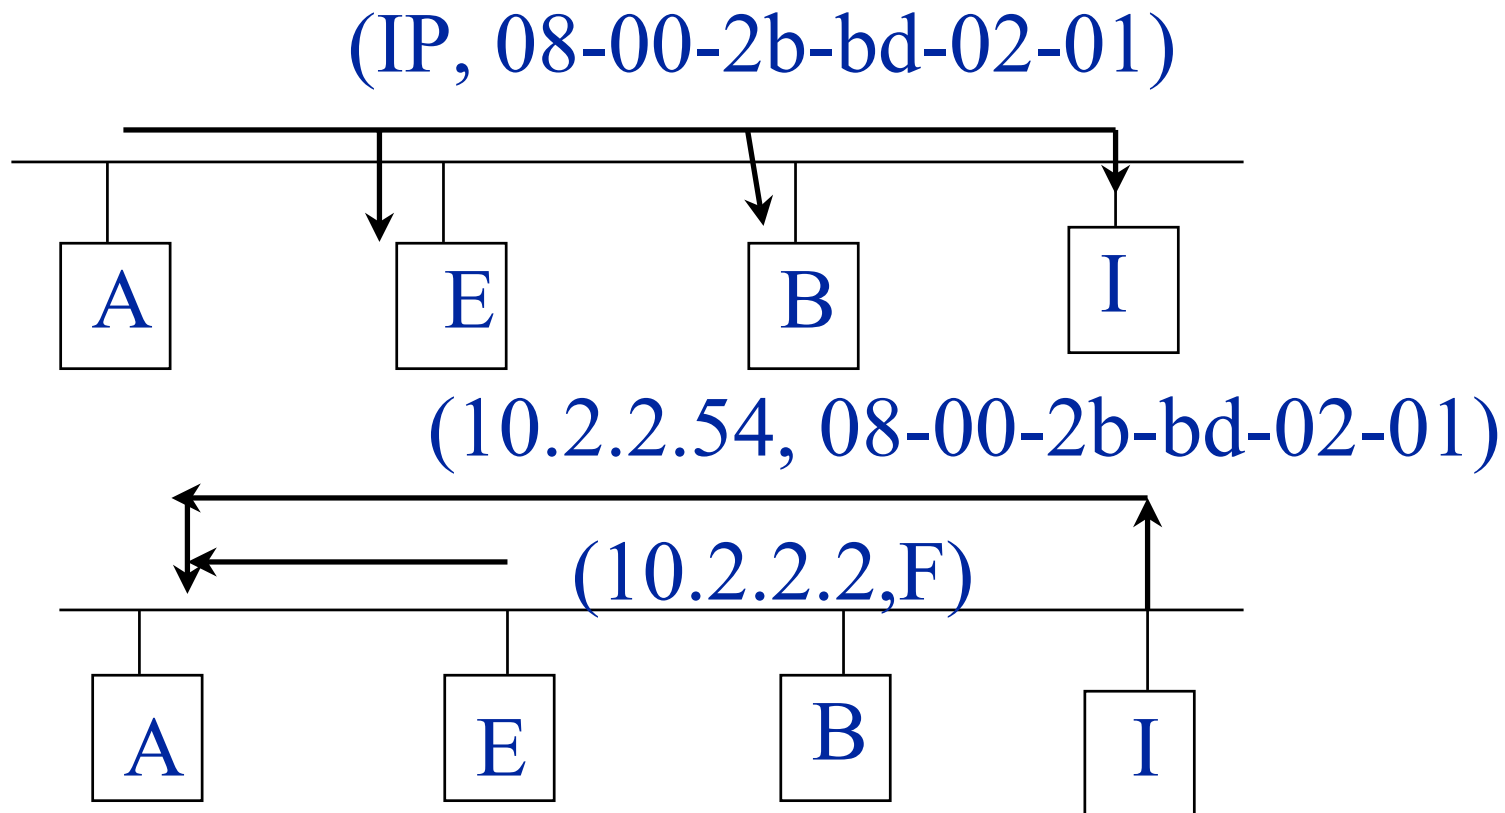 (IP, 08-00-2b-bd-02-01)
A E B I
(10.2.2.54, 08-00-2b-bd-02-01)
(10.2.2.2,F)
A E B I